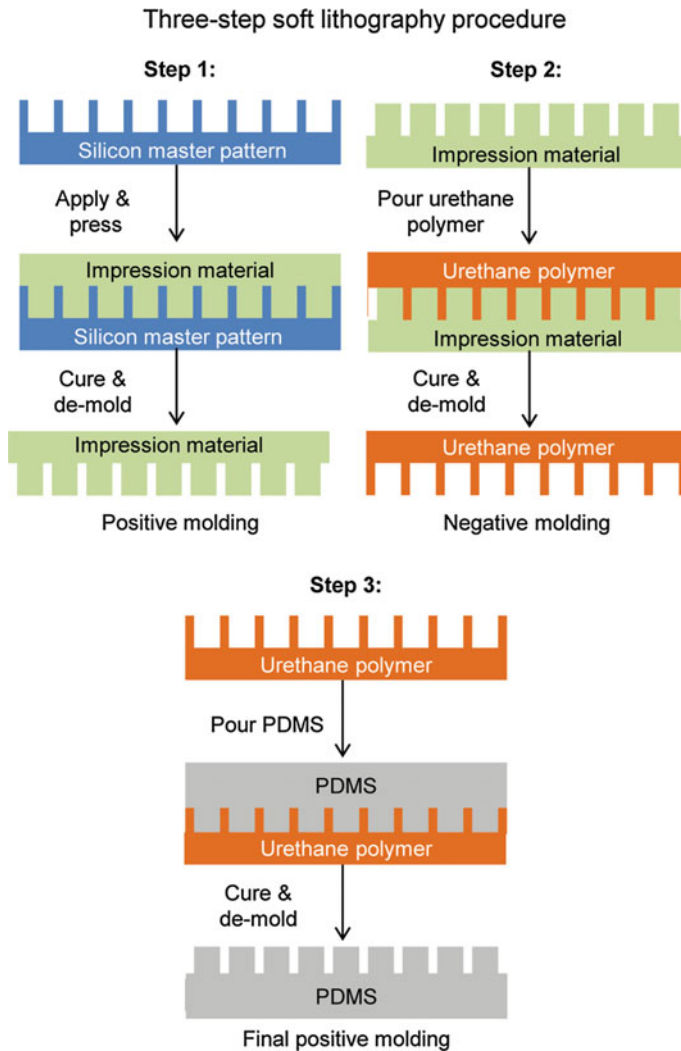 Three-step soft lithography procedure
Step 1:
Silicon master pattern
Apply &
press
Impression material
Silicon master pattern
Cure &
de-mold
Impression material
Positive molding
Step 2:
Impression material
Pour urethane
polymer
Urethane polymer
Impression material
Cure &
de-mold
Urethane polymer
Negative molding
Step 3:
Urethane polymer
Pour PDMS
PDMS
Urethane polymer
Cure &
de-mold
PDMS
Final positive molding